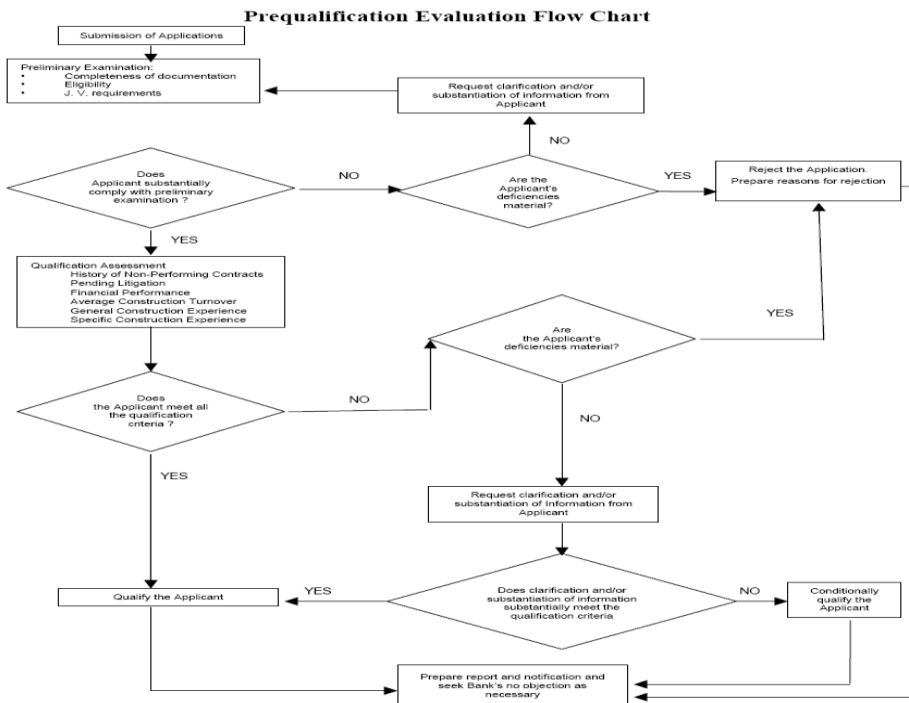 Prequalification Evaluation Flow Chart
Submission of Applications
Preliminary Examination:
• Completeness of documentation
• Eligibility
• J. V. requirements
Request clarification and/or
substantiation of information from
Applicant
NO
Does
Applicant substantially
comply with preliminary
examination ?
NO
Are the
Applicant's
deficiencies
material?
YES
Reject the Application.
Prepare reasons for rejection
YES
Qualification Assessment
History of Non-Performing Contracts
Pending Litigation
Financial Performance
Average Construction Turnover
General Construction Experience
Specific Construction Experience
Are
the Applicant's
deficiencies material?
YES
Does
the Applicant meet all
the qualification
criteria ?
NO
NO
YES
Request clarification and/or
substantiation of Information from
Applicant
Qualify the Applicant
YES
Does clarification and/or
substantiation of information
substantially meet the
qualification criteria
NO
Conditionally
qualify the
Applicant
Prepare report and notification and
seek Bank's no objection as
necessary